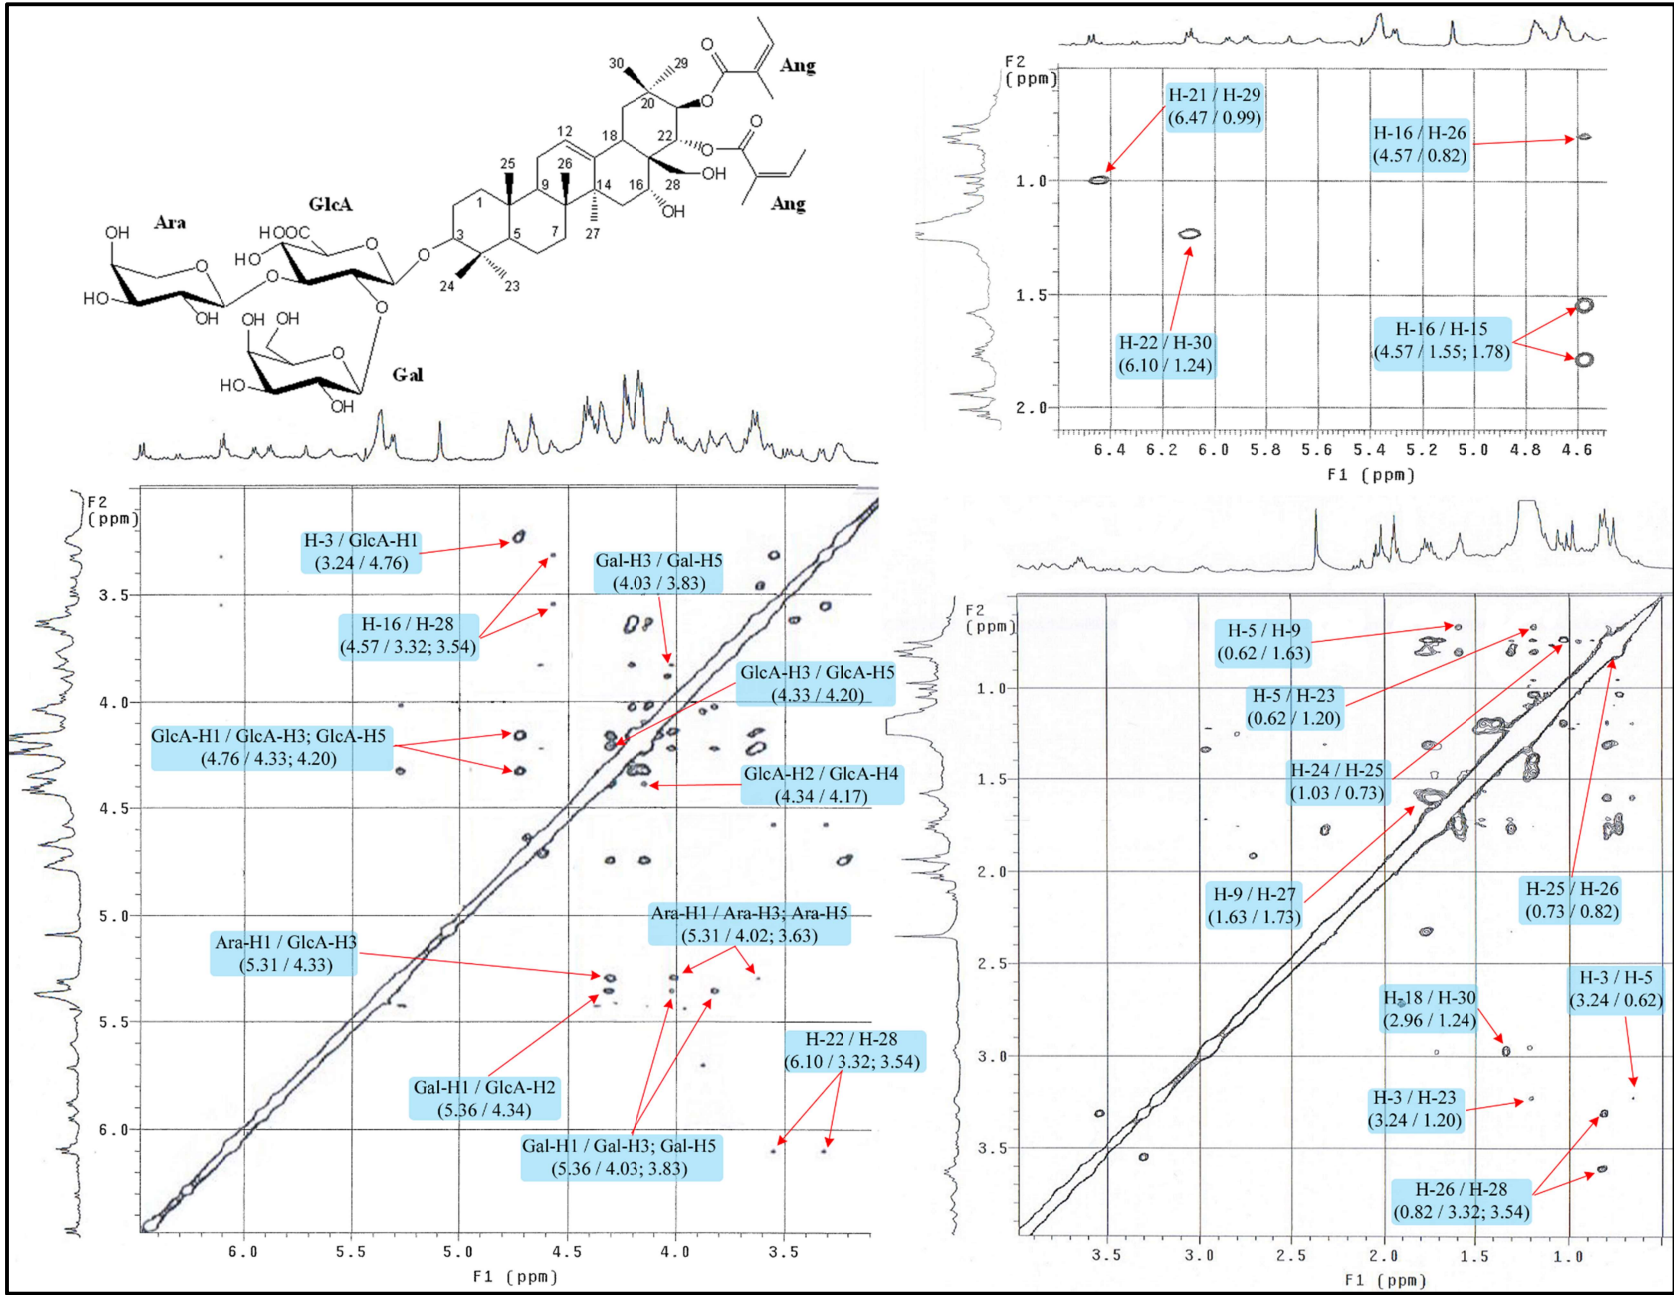 30
29
O
O
Ang
20
O
12
18
22
O
O
25
26
28
OH
1
9
14
16
Ang
GlcA
OH
Ara
HOOC
3
5
7
27
OH
HO
O
O
O
O
O
24
23
HO
O
HO
OH
O
OH
OH
O
Gal
HO
O
OH
F2
(ppm)
H-21 / H-29
(6.47 / 0.99)
H-16 / H-26
(4.57 / 0.82)
1.0
1.5
H-22 / H-30
(6.10 / 1.24)
H-16 / H-15
(4.57 / 1.55; 1.78)
2.0
6.4 6.2 6.0 5.8 5.6 5.4 5.2 5.0 4.8 4.6
F1 (ppm)
F2
(ppm)
H-3 / GlcA-H1
(3.24 / 4.76)
Gal-H3 / Gal-H5
(4.03 / 3.83)
3.5
H-16 / H-28
(4.57 / 3.32; 3.54)
GlcA-H3 / GlcA-H5
(4.33 / 4.20)
4.0
GlcA-H1 / GlcA-H3; GlcA-H5
(4.76 / 4.33; 4.20)
GlcA-H2 / GlcA-H4
(4.34 / 4.17)
4.5
5.0
Ara-H1 / Ara-H3; Ara-H5
(5.31 / 4.02; 3.63)
Ara-H1 / GlcA-H3
(5.31 / 4.33)
5.5
H-22 / H-28
(6.10 / 3.32; 3.54)
Gal-H1 / GlcA-H2
(5.36 / 4.34)
6.0
Gal-H1 / Gal-H3; Gal-H5
(5.36 / 4.03; 3.83)
6.0 5.5 5.0 4.5 4.0 3.5
F1 (ppm)
F2
(ppm)
H-5 / H-9
(0.62 / 1.63)
1.0
H-5 / H-23
(0.62 / 1.20)
1.5
H-24 / H-25
(1.03 / 0.73)
2.0
H-9 / H-27
(1.63 / 1.73)
H-25 / H-26
(0.73 / 0.82)
2.5
H-3 / H-5
(3.24 / 0.62)
H-18 / H-30
(2.96 / 1.24)
3.0
H-3 / H-23
(3.24 / 1.20)
3.5
H-26 / H-28
(0.82 / 3.32; 3.54)
3.5 3.0 2.5 2.0 1.5 1.0
F1 (ppm)